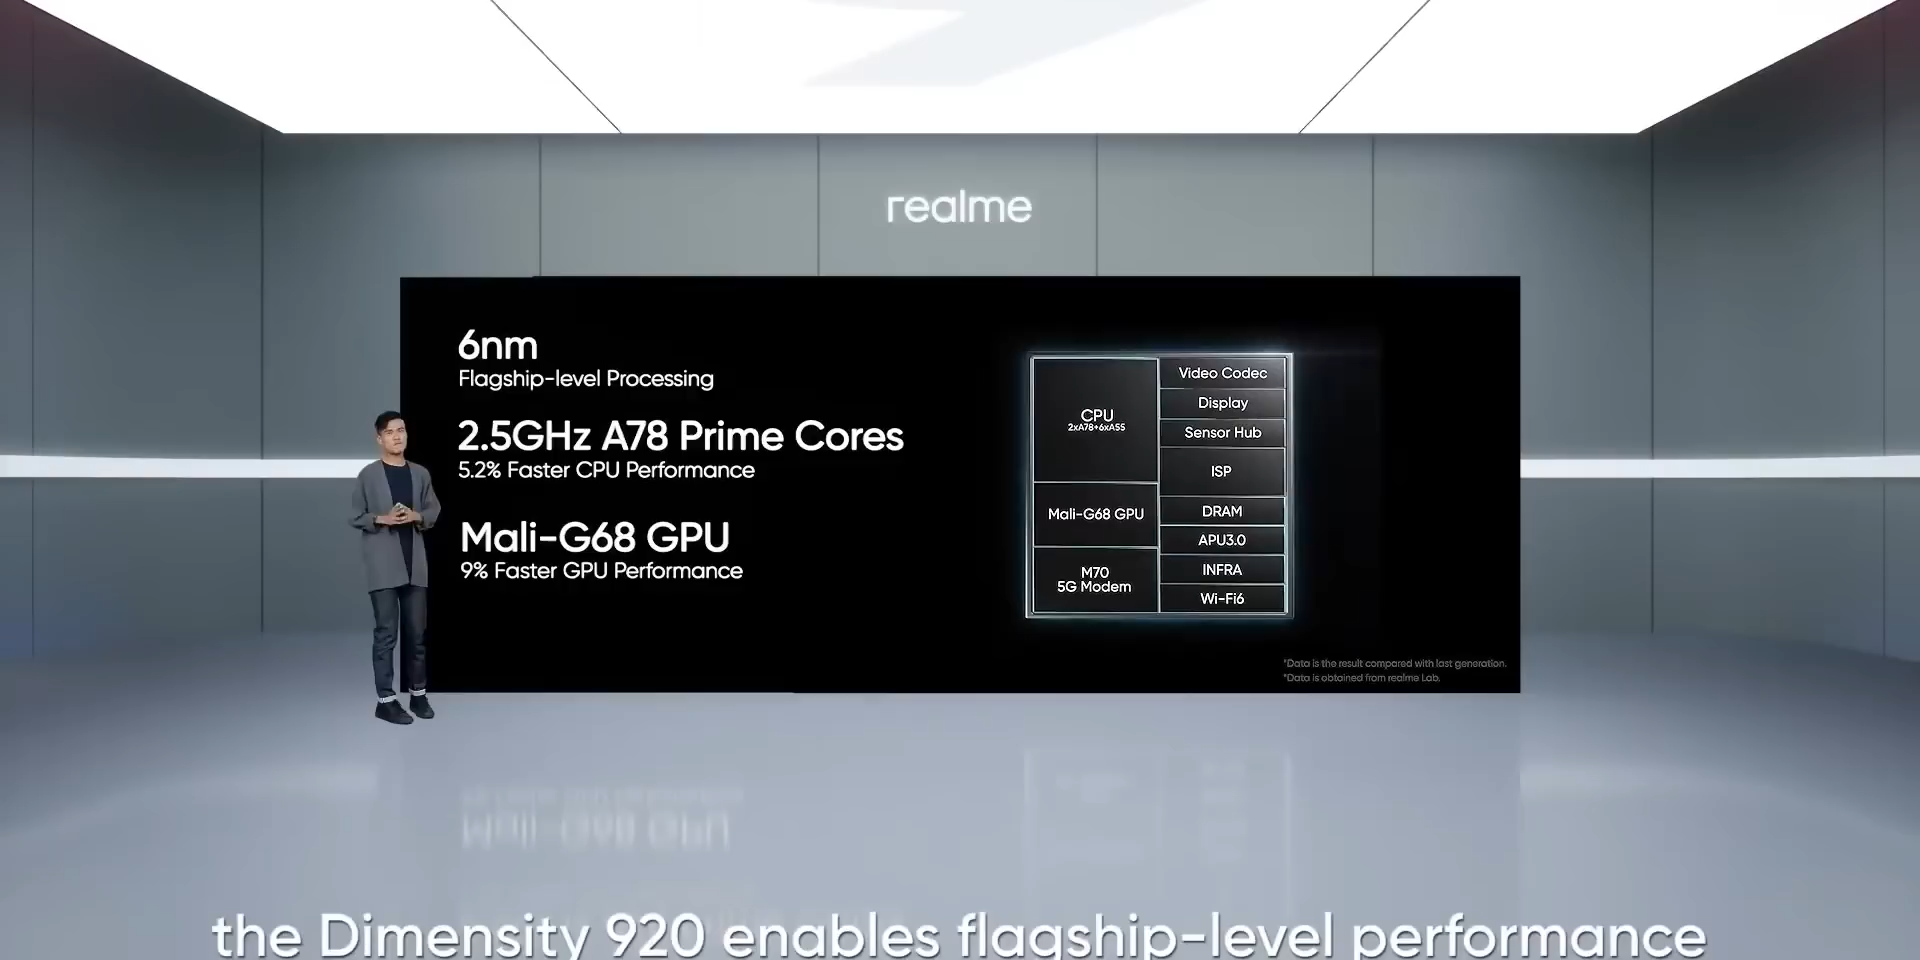 realme
6nm
Flagship-level Processing
2.5GHz A78 Prime Cores
5.2% Faster CPU Performance
Mali-G68 GPU
9% Faster GPU Performance
CPU
2xA78+6xA55
Mali-G68 GPU
M70
5G Modem
Video Codec
Display
Sensor Hub
ISP
DRAM
APU3.0
INFRA
Wi-Fi6
*Data is the result compared with last generation.
*Data is obtained from realme Lab.
the Dimensity 920 enables flagship-level performance